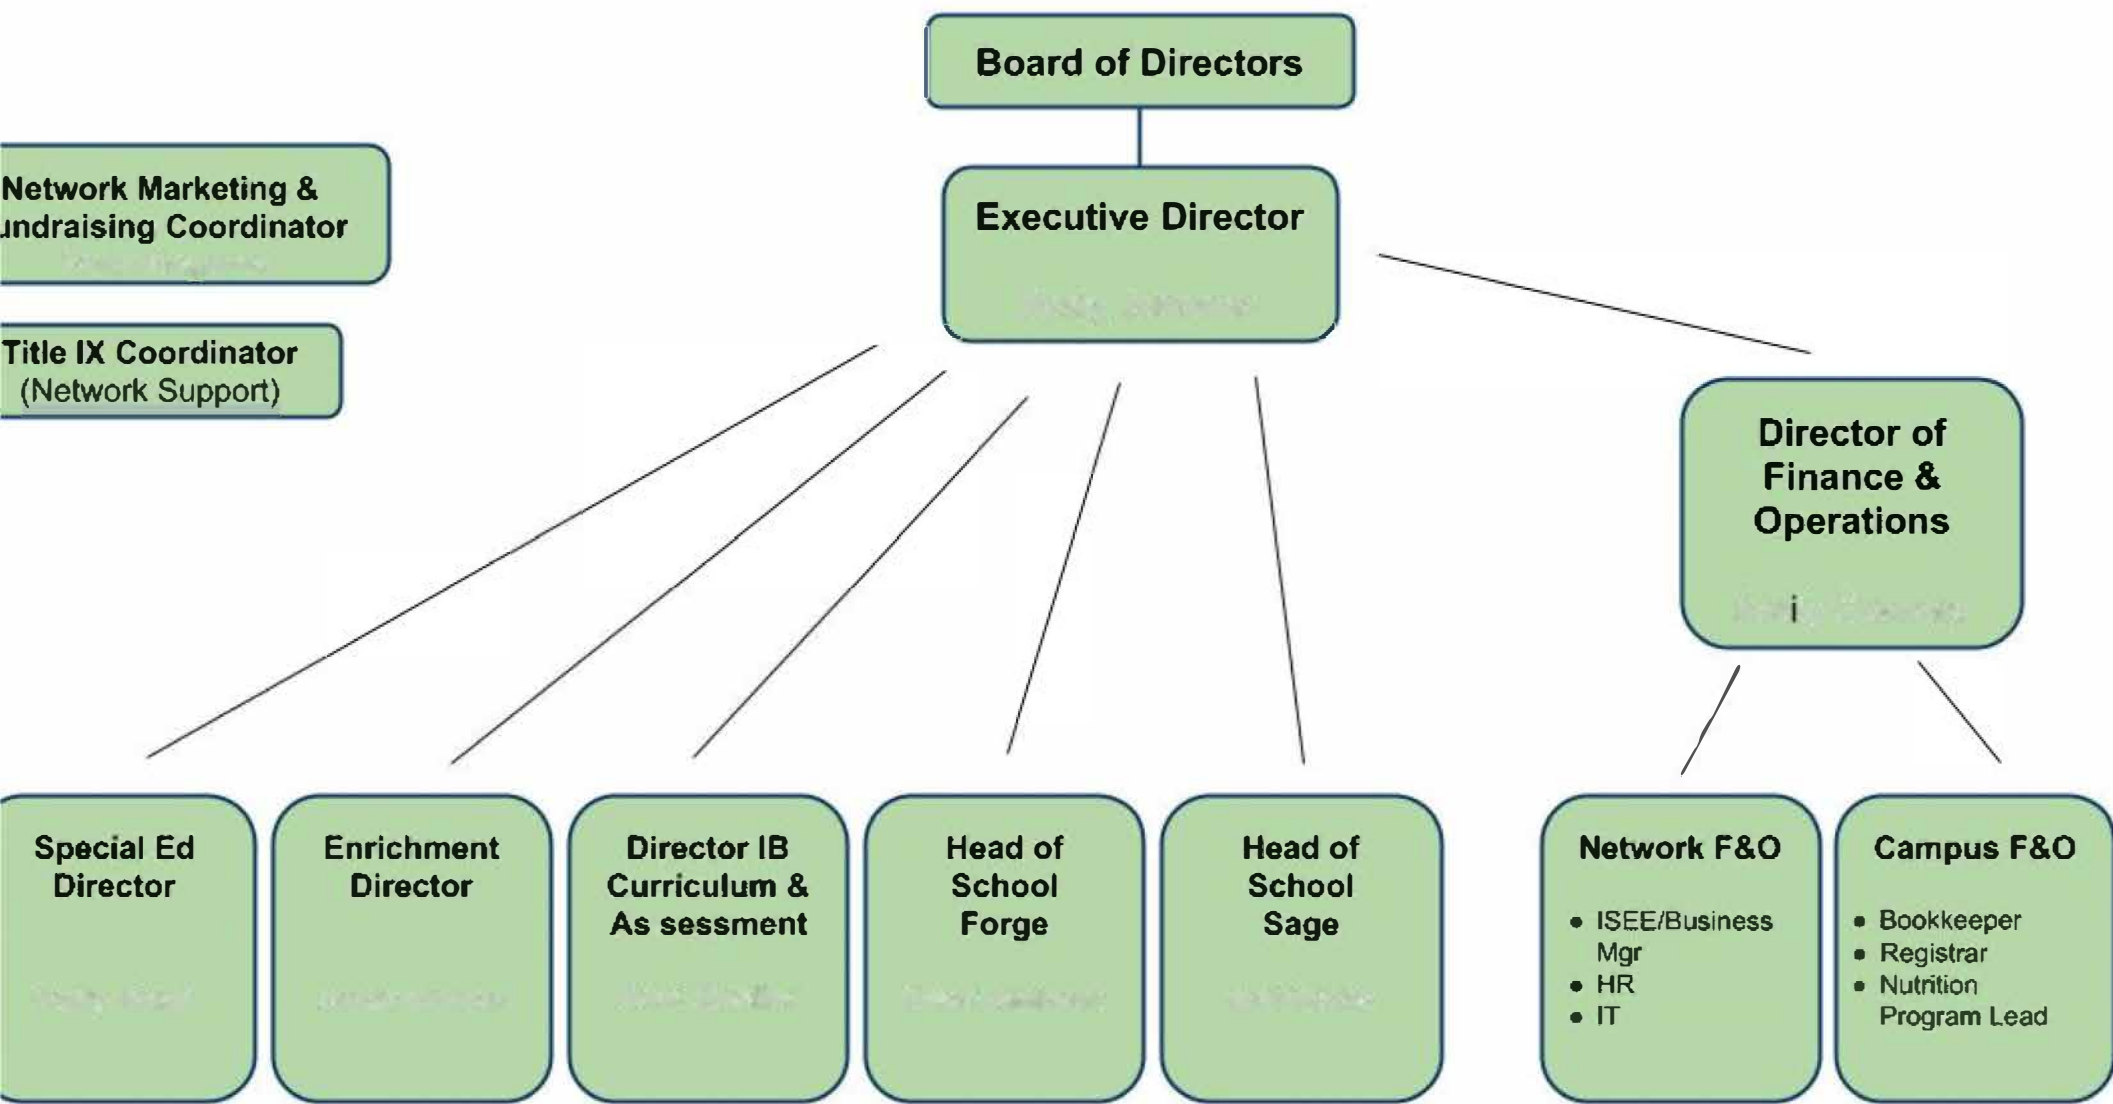 Board of Directors
Network Marketing &
undraising Coordinator
Executive Director
Title IX Coordinator
(Network Support)
Director of
Finance &
Operations
i
Special Ed
Director
Enrichment
Director
Director IB
Curriculum &
As sessment
Head of
School
Forge
Head of
School
Sage
Network F&O
• ISEE/Business
Mgr
• HR
• IT
Campus F&O
• Bookkeeper
• Registrar
• Nutrition
Program Lead